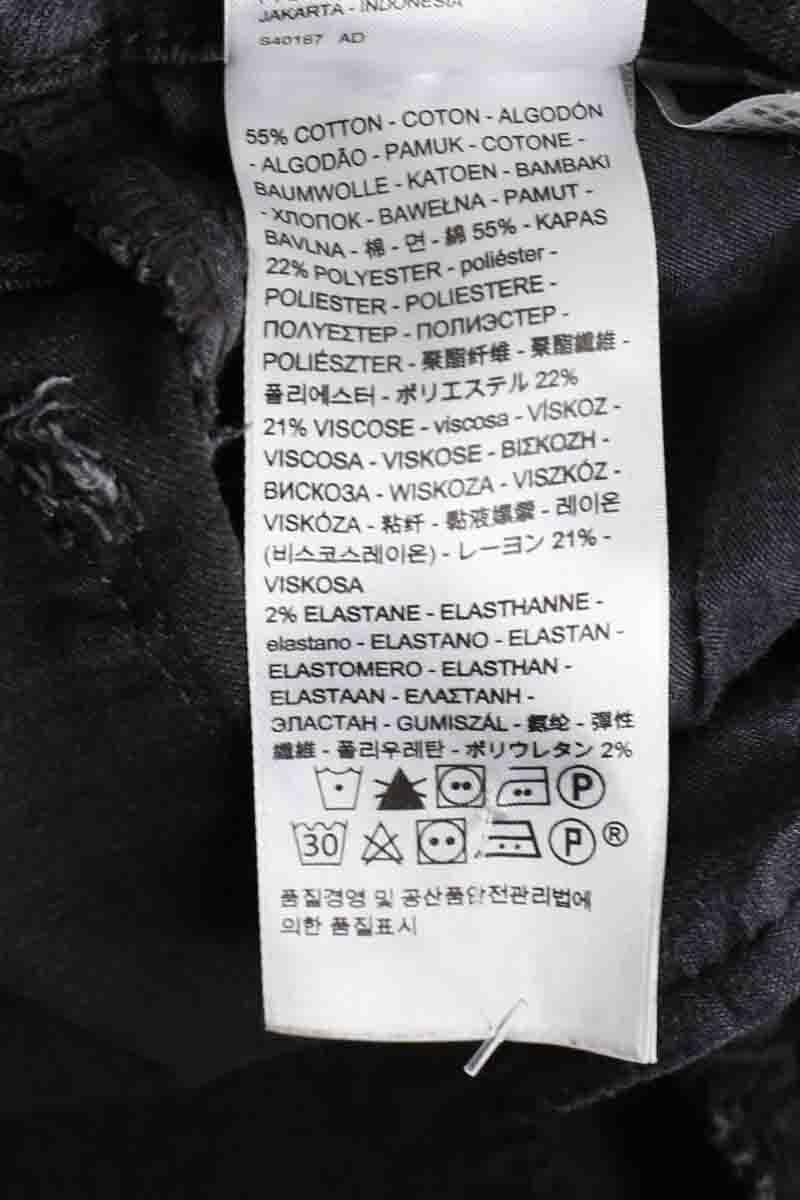 JAKARTA - INDONESIA
S40187 AD
55% COTTON - COTON - ALGODÓN
- ALGODÃO - PAMUK - COTONE -
BAUMWOLLE - KATOEN - BAMBAKI
- ХЛОПОК - BAWEŁNA - PAMUT -
BAVLNA - 棉 - 면 - 綿 55% - KAPAS
22% POLYESTER - poliéster -
POLIESTER - POLIESTERE -
ΠΟΛΥΕΣΤΕΡ - ПОЛИЭСТЕР -
POLIÉSZTER - 聚酯纤维 - 聚酯纖維 -
폴리에스터 - ポリエステル 22%
21% VISCOSE - viscosa - VÍSKOZ -
VISCOSA - VISKOSE - ΒΙΣΚΟΖΗ -
ВИСКОЗА - WISKOZA - VISZKÓZ -
VISKÓZA - 粘纤 - 黏液嫘縈 - 레이온
(비스코스레이온) - レーヨン 21% -
VISKOSA
2% ELASTANE - ELASTHANNE -
elastano - ELASTANO - ELASTAN -
ELASTOMERO - ELASTHAN -
ELASTAAN - ΕΛΑΣΤΑΝΗ -
ЭЛАСТАН - GUMISZÁL - 氨纶 - 彈性
纖維 - 폴리우레탄 - ポリウレタン 2%
P
30 P ®
품질경영 및 공산품안전관리법에
의한 품질표시